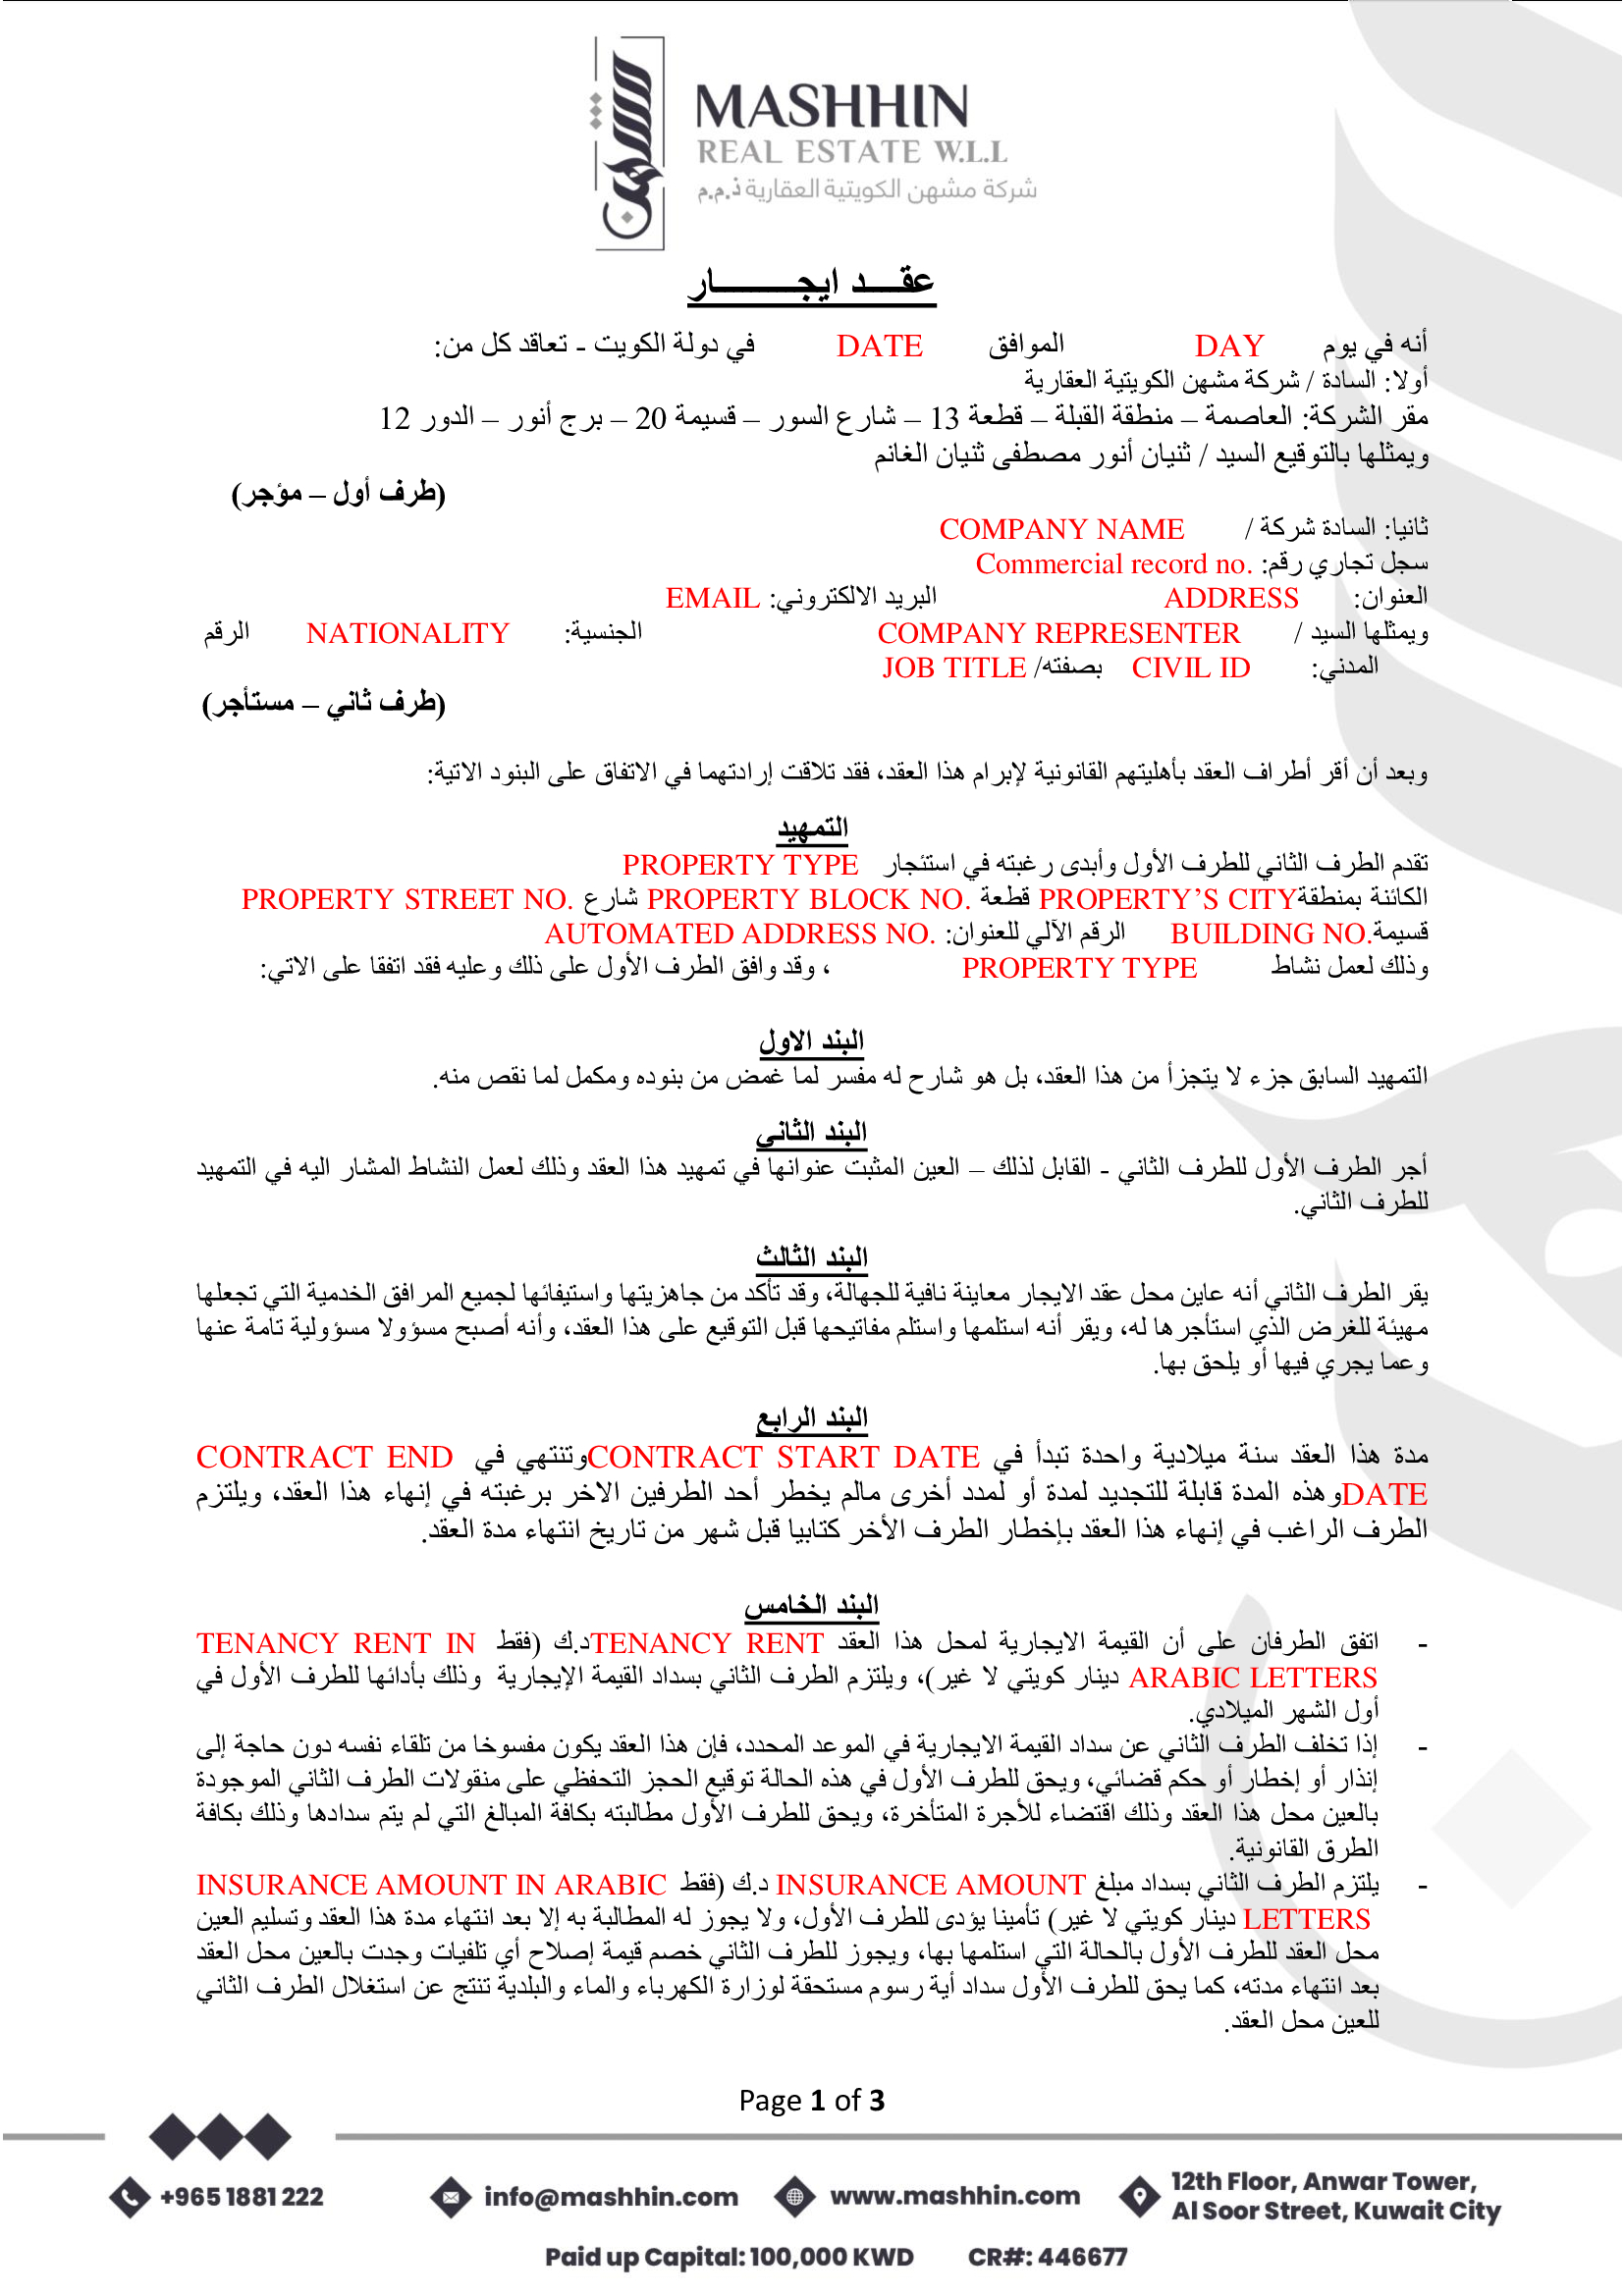 مشهن
MASHHIN
REAL ESTATE W.L.L
شركة مشهن الكويتية العقارية ذ.م.م
عقـــد ايجــــــــــار
أنه في يوم DAY الموافق DATE في دولة الكويت - تعاقد كل من:
أولا: السادة / شركة مشهن الكويتية العقارية
مقر الشركة: العاصمة – منطقة القبلة – قطعة 13 – شارع السور – قسيمة 20 – برج أنور – الدور 12
ويمثلها بالتوقيع السيد / ثنيان أنور مصطفى ثنيان الغانم
(طرف أول – مؤجر)
ثانيا: السادة شركة / COMPANY NAME
سجل تجاري رقم: Commercial record no.
العنوان: ADDRESS البريد الالكتروني: EMAIL
ويمثلها السيد / COMPANY REPRESENTER الجنسية: NATIONALITY الرقم
المدني: CIVIL ID بصفته/ JOB TITLE
(طرف ثاني – مستأجر)
وبعد أن أقر أطراف العقد بأهليتهم القانونية لإبرام هذا العقد، فقد تلاقت إرادتهما في الاتفاق على البنود الاتية:
التمهيد
تقدم الطرف الثاني للطرف الأول وأبدى رغبته في استئجار PROPERTY TYPE
الكائنة بمنطقةPROPERTY’S CITY قطعة PROPERTY BLOCK NO. شارع PROPERTY STREET NO.
قسيمةBUILDING NO. الرقم الآلي للعنوان: AUTOMATED ADDRESS NO.
وذلك لعمل نشاط PROPERTY TYPE ، وقد وافق الطرف الأول على ذلك وعليه فقد اتفقا على الاتي:
البند الاول
التمهيد السابق جزء لا يتجزأ من هذا العقد، بل هو شارح له مفسر لما غمض من بنوده ومكمل لما نقص منه.
البند الثاني
أجر الطرف الأول للطرف الثاني - القابل لذلك – العين المثبت عنوانها في تمهيد هذا العقد وذلك لعمل النشاط المشار اليه في التمهيد
للطرف الثاني.
البند الثالث
يقر الطرف الثاني أنه عاين محل عقد الايجار معاينة نافية للجهالة، وقد تأكد من جاهزيتها واستيفائها لجميع المرافق الخدمية التي تجعلها
مهيئة للغرض الذي استأجرها له، ويقر أنه استلمها واستلم مفاتيحها قبل التوقيع على هذا العقد، وأنه أصبح مسؤولا مسؤولية تامة عنها
وعما يجري فيها أو يلحق بها.
البند الرابع
مدة هذا العقد سنة ميلادية واحدة تبدأ في CONTRACT START DATEوتنتهي في CONTRACT END
DATEوهذه المدة قابلة للتجديد لمدة أو لمدد أخرى مالم يخطر أحد الطرفين الاخر برغبته في إنهاء هذا العقد، ويلتزم
الطرف الراغب في إنهاء هذا العقد بإخطار الطرف الأخر كتابيا قبل شهر من تاريخ انتهاء مدة العقد.
البند الخامس
- اتفق الطرفان على أن القيمة الايجارية لمحل هذا العقد TENANCY RENTد.ك (فقط TENANCY RENT IN
ARABIC LETTERS دينار كويتي لا غير)، ويلتزم الطرف الثاني بسداد القيمة الإيجارية وذلك بأدائها للطرف الأول في
أول الشهر الميلادي.
- إذا تخلف الطرف الثاني عن سداد القيمة الايجارية في الموعد المحدد، فإن هذا العقد يكون مفسوخا من تلقاء نفسه دون حاجة إلى
إنذار أو إخطار أو حكم قضائي، ويحق للطرف الأول في هذه الحالة توقيع الحجز التحفظي على منقولات الطرف الثاني الموجودة
بالعين محل هذا العقد وذلك اقتضاء للأجرة المتأخرة، ويحق للطرف الأول مطالبته بكافة المبالغ التي لم يتم سدادها وذلك بكافة
الطرق القانونية.
- يلتزم الطرف الثاني بسداد مبلغ INSURANCE AMOUNT د.ك (فقط INSURANCE AMOUNT IN ARABIC
LETTERS دينار كويتي لا غير) تأمينا يؤدى للطرف الأول، ولا يجوز له المطالبة به إلا بعد انتهاء مدة هذا العقد وتسليم العين
محل العقد للطرف الأول بالحالة التي استلمها بها، ويجوز للطرف الثاني خصم قيمة إصلاح أي تلفيات وجدت بالعين محل العقد
بعد انتهاء مدته، كما يحق للطرف الأول سداد أية رسوم مستحقة لوزارة الكهرباء والماء والبلدية تنتج عن استغلال الطرف الثاني
للعين محل العقد.
Page 1 of 3
+965 1881 222
info@mashhin.com
www.mashhin.com
12th Floor, Anwar Tower,
Al Soor Street, Kuwait City
Paid up Capital: 100,000 KWD CR#: 446677